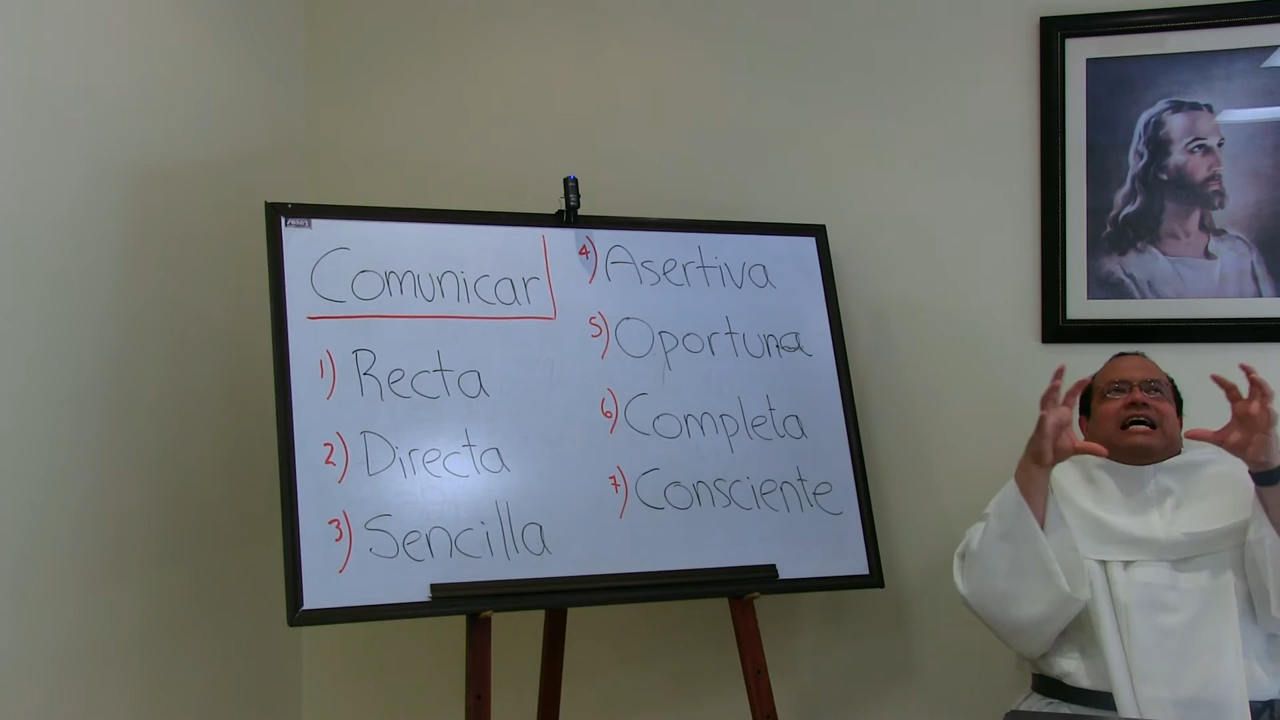 Comunicar
1) Recta
2) Directa
3) Sencilla
4) Asertiva
5) Oportuna
6) Completa
7) Consciente